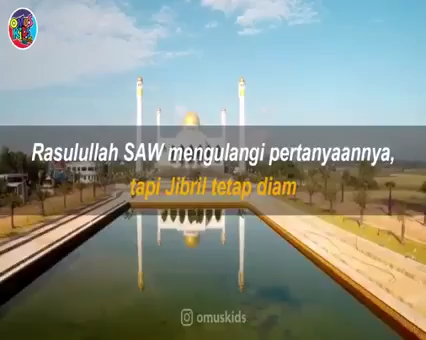 Rasulullah SAW mengulangi pertanyaannya,
tapi Jibril tetap diam
omuskids